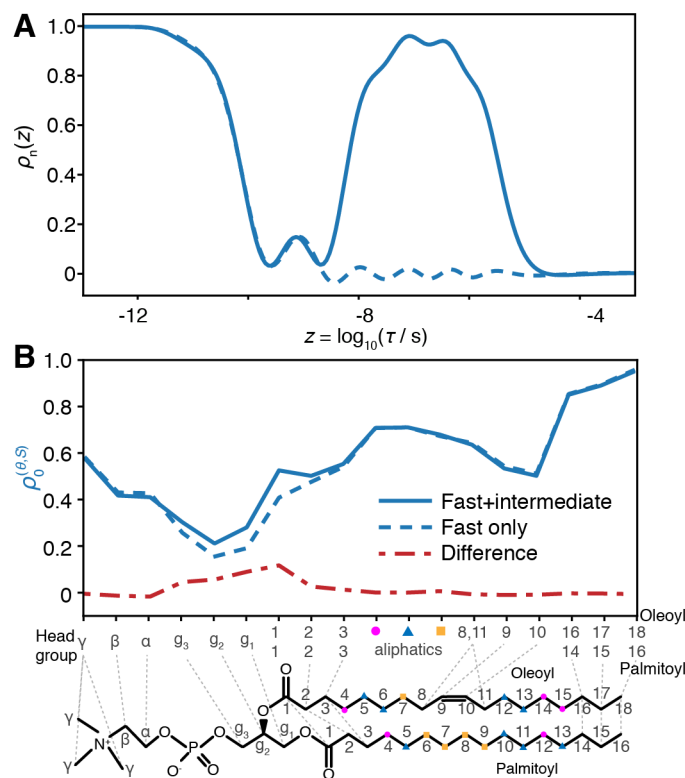 A
1.0
0.8
0.6
0.4
0.2
0
ρn(z)
-12 -8 -4
z = log10(τ / s)
B
1.0
0.8
0.6
0.4
0.2
0
ρ0(θ,S)
Fast+intermediate
Fast only
Difference
Oleoyl
Head group
γ β α g3 g2 g1 1 2 3 8,11 9 10 16 17 18
1 2 3 aliphatics 14 15 16
Palmitoyl
O
Oleoyl
2 4 6 8 10 11 13 15 17
1 3 5 7 9 12 14 16 18
O
γ
β α O g3 g1 O 1 3 5 7 9 11 13 15
N+ P g2 2 4 6 8 10 12 14 16
γ γ O- O O
Palmitoyl